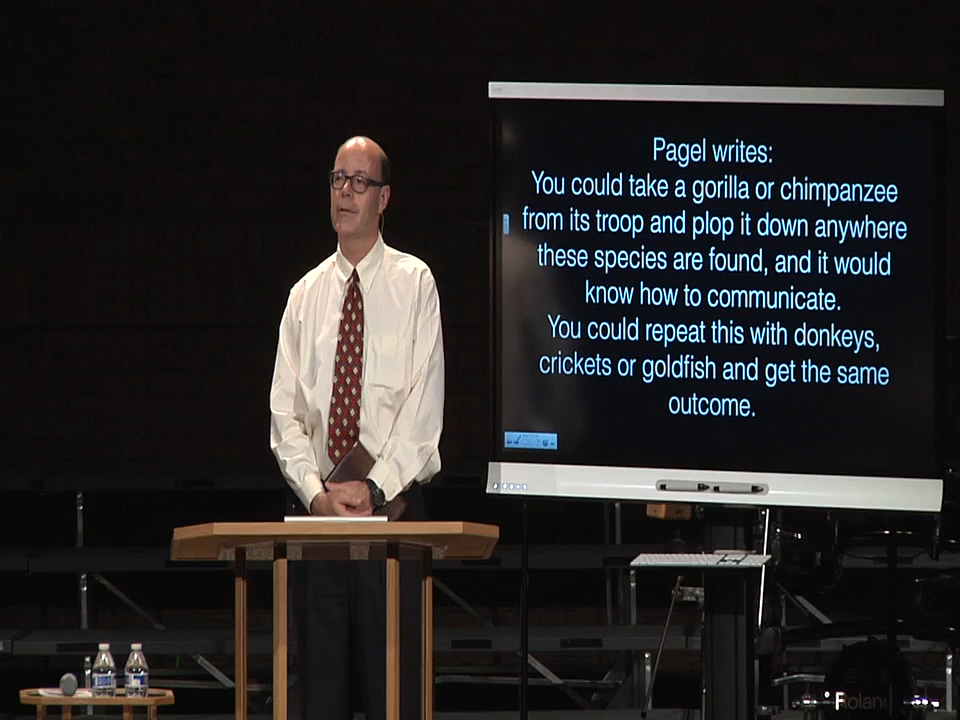 Pagel writes:
You could take a gorilla or chimpanzee
from its troop and plop it down anywhere
these species are found, and it would
know how to communicate.
You could repeat this with donkeys,
crickets or goldfish and get the same
outcome.
Roland